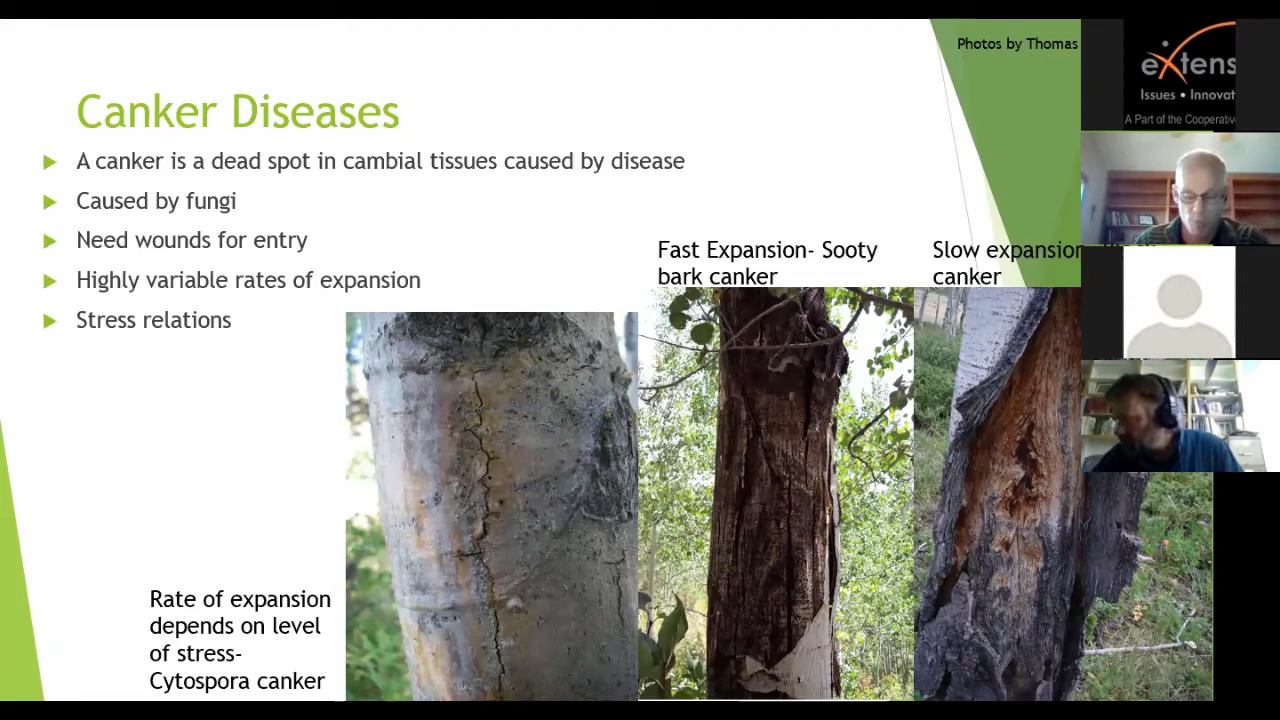 Photos by Thomas
eXtens
Issues • Innovat
A Part of the Cooperative
Canker Diseases
A canker is a dead spot in cambial tissues caused by disease
Caused by fungi
Need wounds for entry
Highly variable rates of expansion
Stress relations
Fast Expansion- Sooty
bark canker
Slow expansion
canker
Rate of expansion
depends on level
of stress-
Cytospora canker